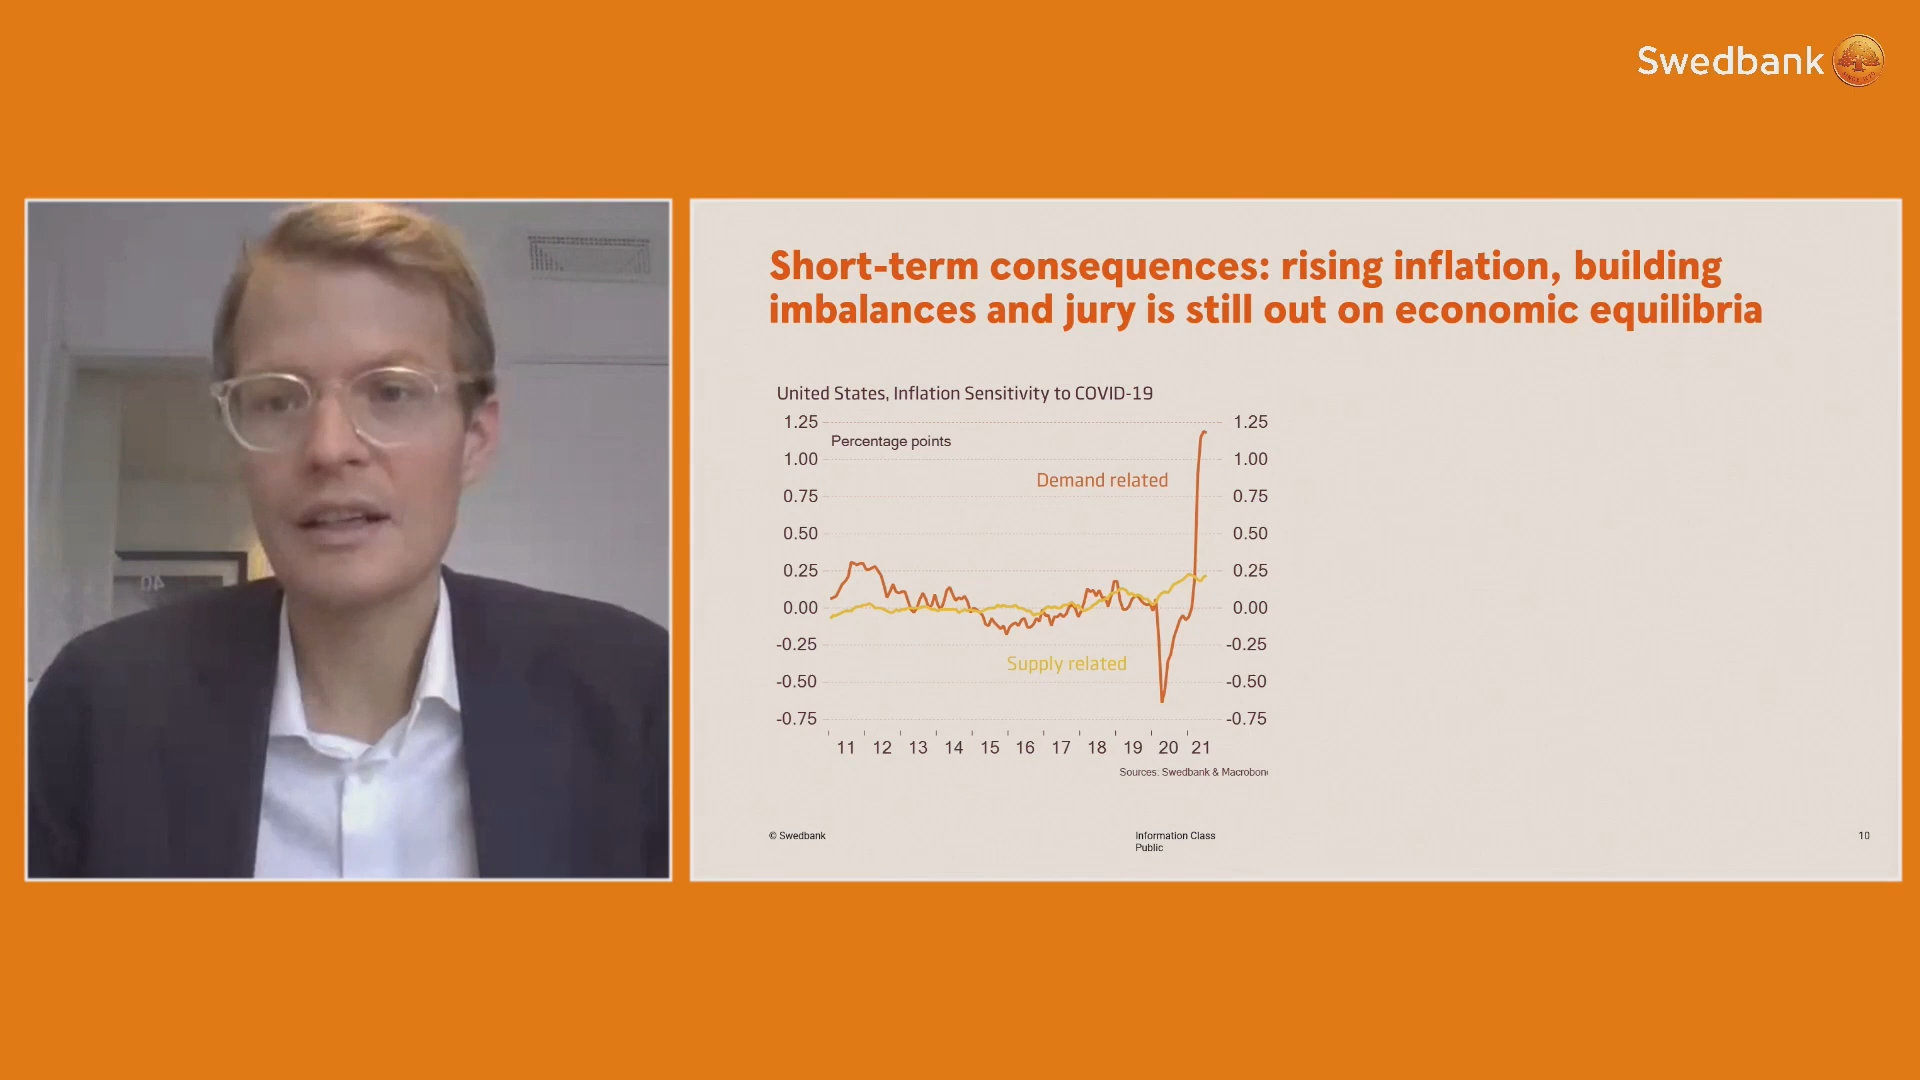 Swedbank
Short-term consequences: rising inflation, building
imbalances and jury is still out on economic equilibria
United States, Inflation Sensitivity to COVID-19
1.25
1.25
Percentage points
1.00
1.00
Demand related
0.75
0.75
0.50
0.50
0.25
0.25
0.00
0.00
-0.25
-0.25
Supply related
-0.50
-0.50
-0.75
-0.75
11 12 13 14 15 16 17 18 19 20 21
Sources: Swedbank & Macrobon
© Swedbank
Information Class
Public
10